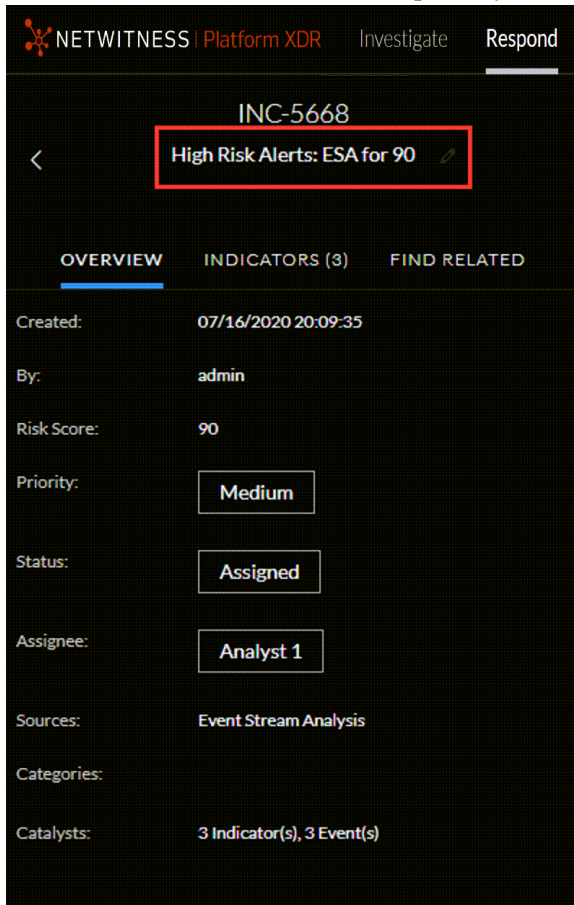 NETWITNESS | Platform XDR Investigate Respond
INC-5668
High Risk Alerts: ESA for 90
OVERVIEW INDICATORS (3) FIND RELATED
Created: 07/16/2020 20:09:35
By: admin
Risk Score: 90
Priority: Medium
Status: Assigned
Assignee: Analyst 1
Sources: Event Stream Analysis
Categories:
Catalysts: 3 Indicator(s), 3 Event(s)